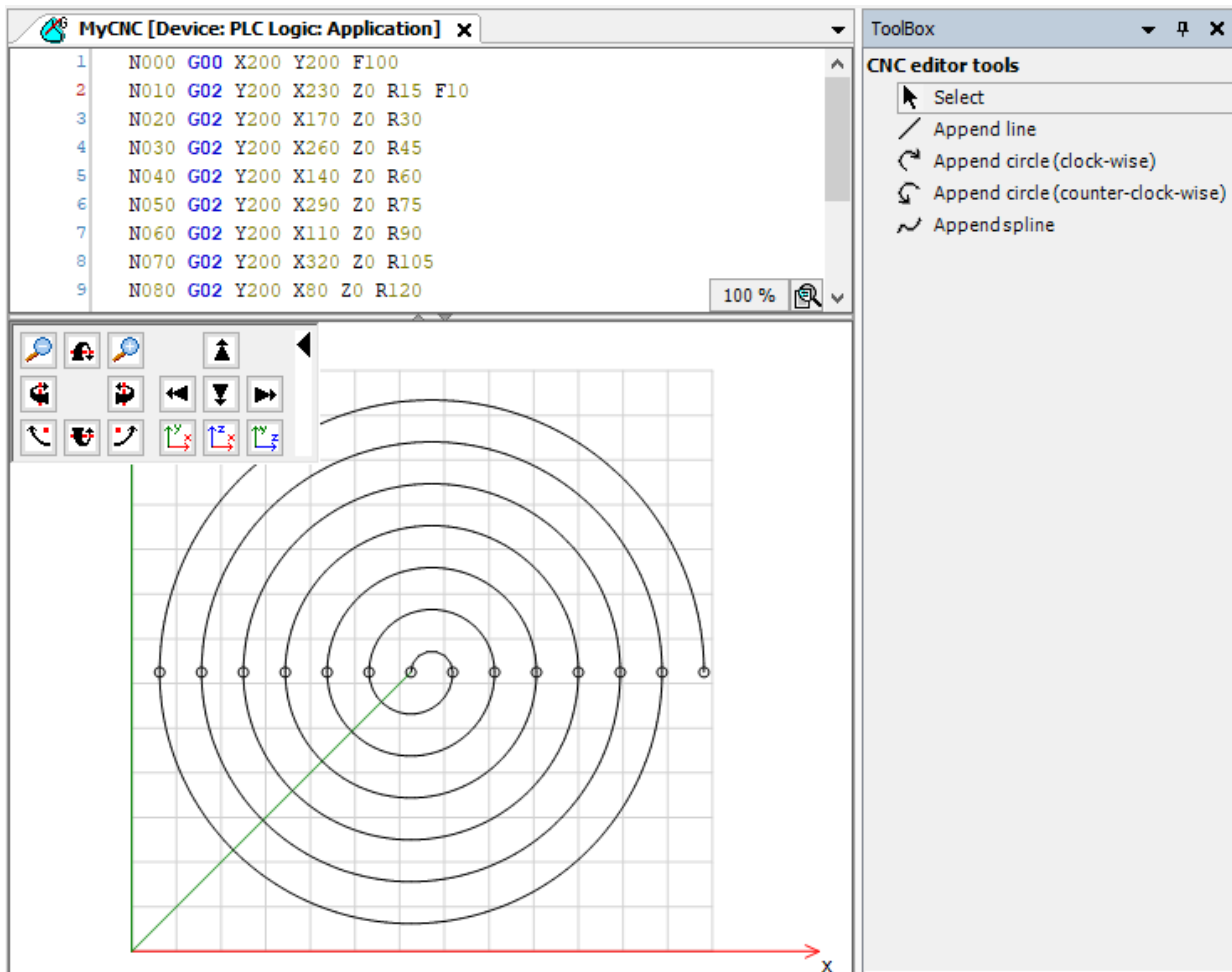 MyCNC [Device: PLC Logic: Application]
1 N000 G00 X200 Y200 F100
2 N010 G02 Y200 X230 Z0 R15 F10
3 N020 G02 Y200 X170 Z0 R30
4 N030 G02 Y200 X260 Z0 R45
5 N040 G02 Y200 X140 Z0 R60
6 N050 G02 Y200 X290 Z0 R75
7 N060 G02 Y200 X110 Z0 R90
8 N070 G02 Y200 X320 Z0 R105
9 N080 G02 Y200 X80 Z0 R120
100 %
Y X
Z X
Y Z
X
ToolBox
CNC editor tools
Select
Append line
Append circle (clock-wise)
Append circle (counter-clock-wise)
Append spline